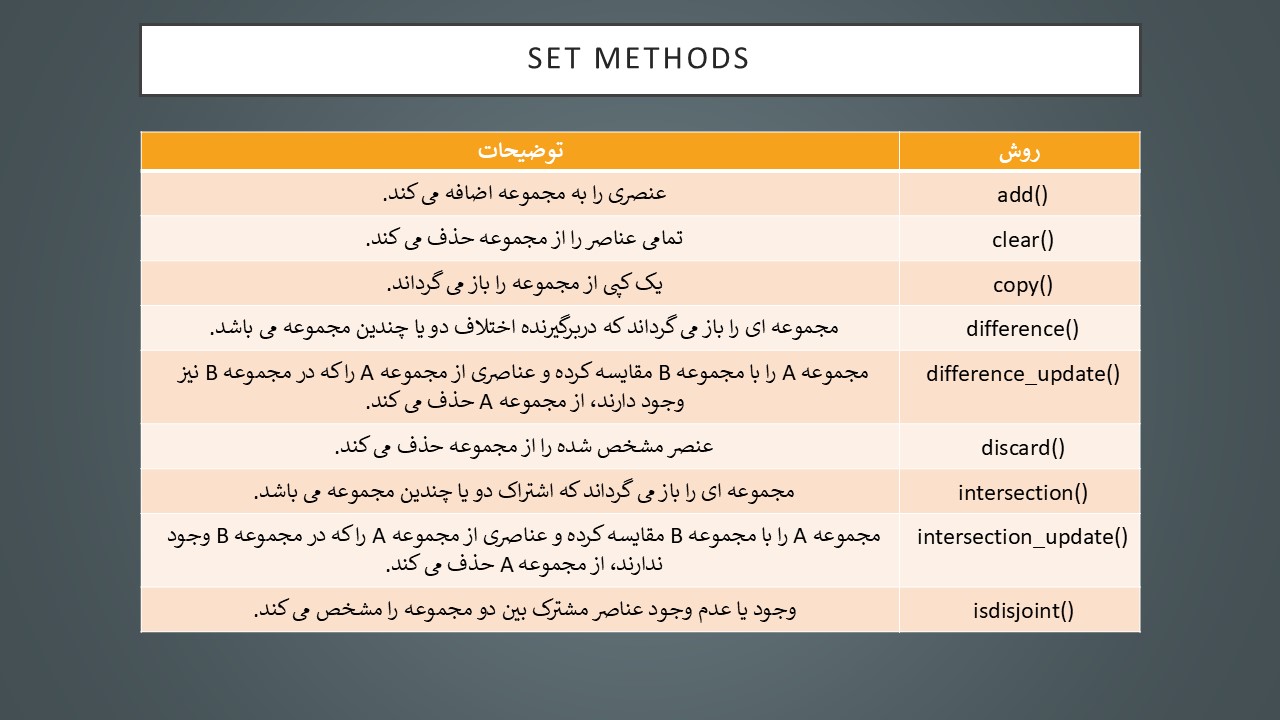 SET METHODS
روش	توضیحات
add()	عنصری را به مجموعه اضافه می کند.
clear()	تمامی عناصر را از مجموعه حذف می کند.
copy()	یک کپی از مجموعه را باز می گرداند.
difference()	مجموعه ای را باز می گرداند که دربرگیرنده اختلاف دو یا چندین مجموعه می باشد.
difference_update()	مجموعه A را با مجموعه B مقایسه کرده و عناصری از مجموعه A را که در مجموعه B نیز
وجود دارند، از مجموعه A حذف می کند.
discard()	عنصر مشخص شده را از مجموعه حذف می کند.
intersection()	مجموعه ای را باز می گرداند که اشتراک دو یا چندین مجموعه می باشد.
intersection_update()	مجموعه A را با مجموعه B مقایسه کرده و عناصری از مجموعه A را که در مجموعه B وجود
ندارند، از مجموعه A حذف می کند.
isdisjoint()	وجود یا عدم وجود عناصر مشترک بین دو مجموعه را مشخص می کند.